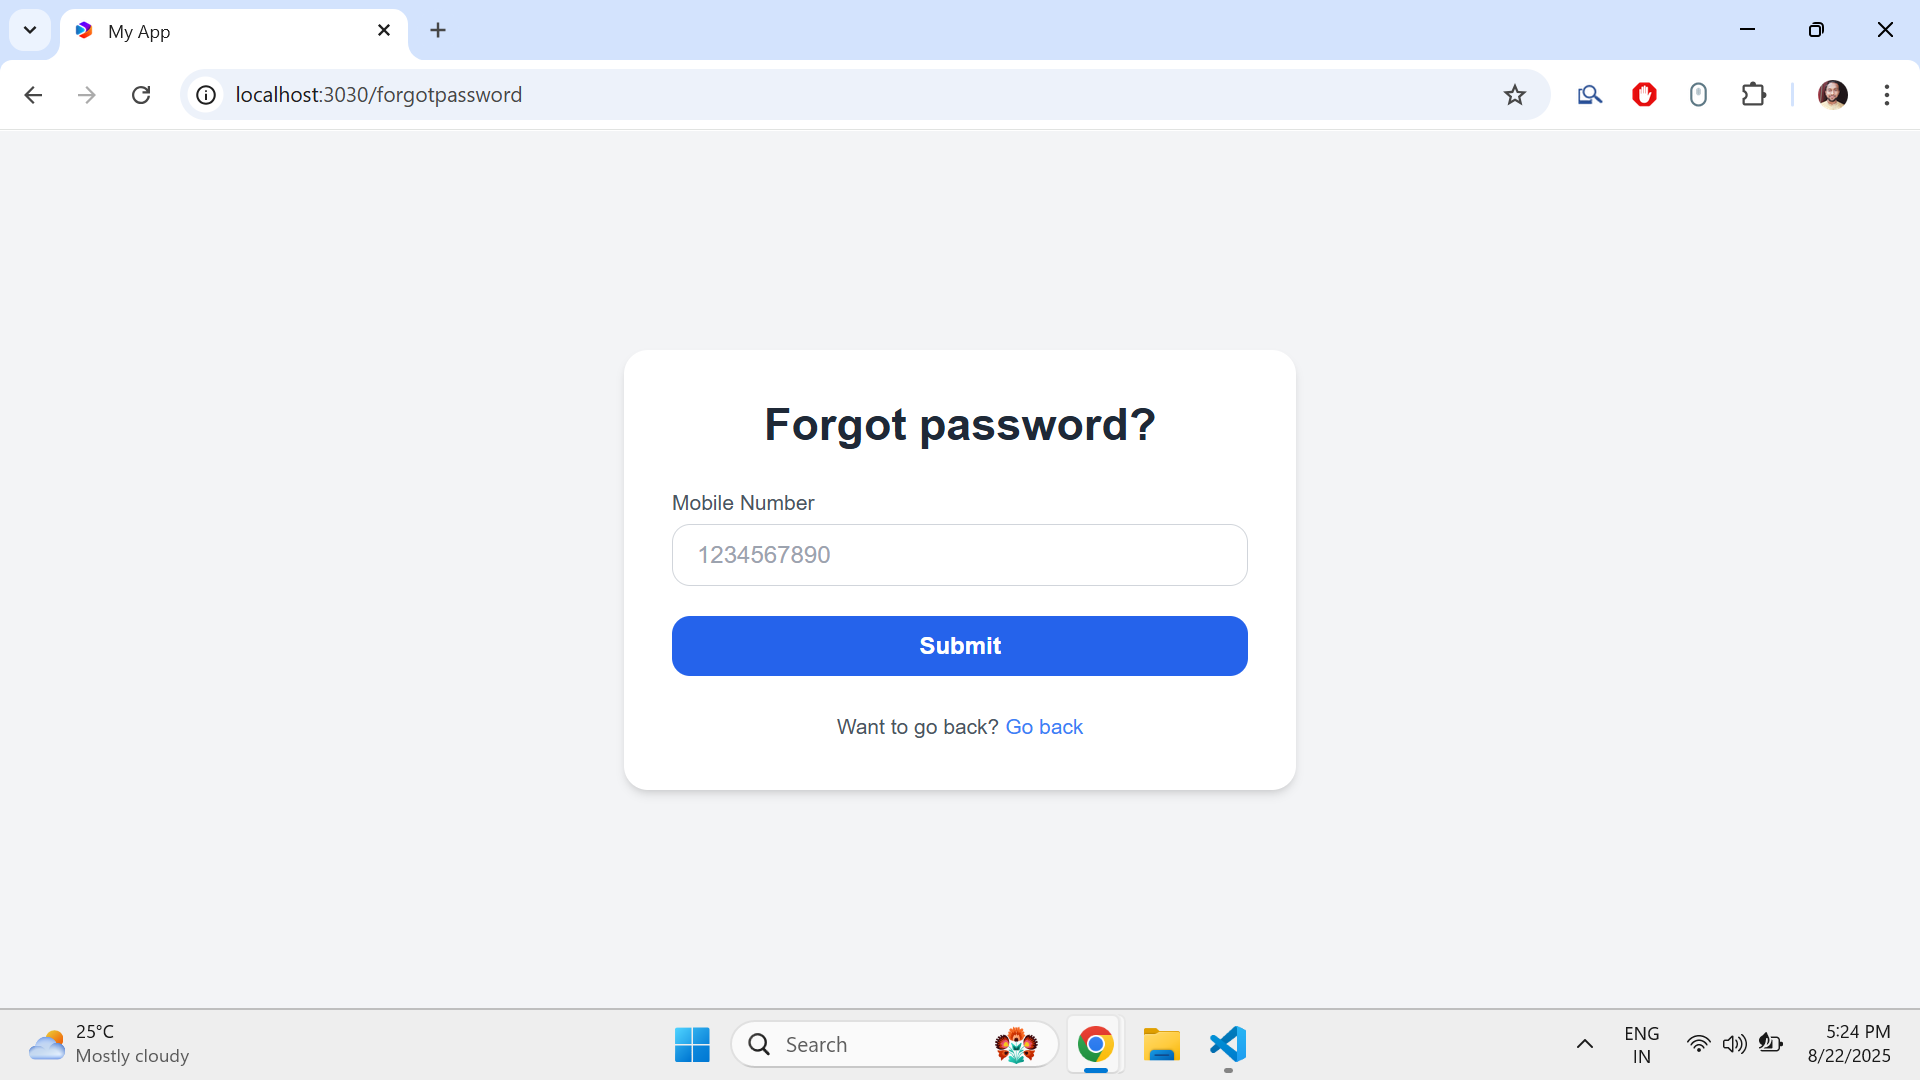 My App
localhost:3030/forgotpassword
Forgot password?
Mobile Number
1234567890
Submit
Want to go back? Go back
25°C
Mostly cloudy
Search
ENG
IN
5:24 PM
8/22/2025